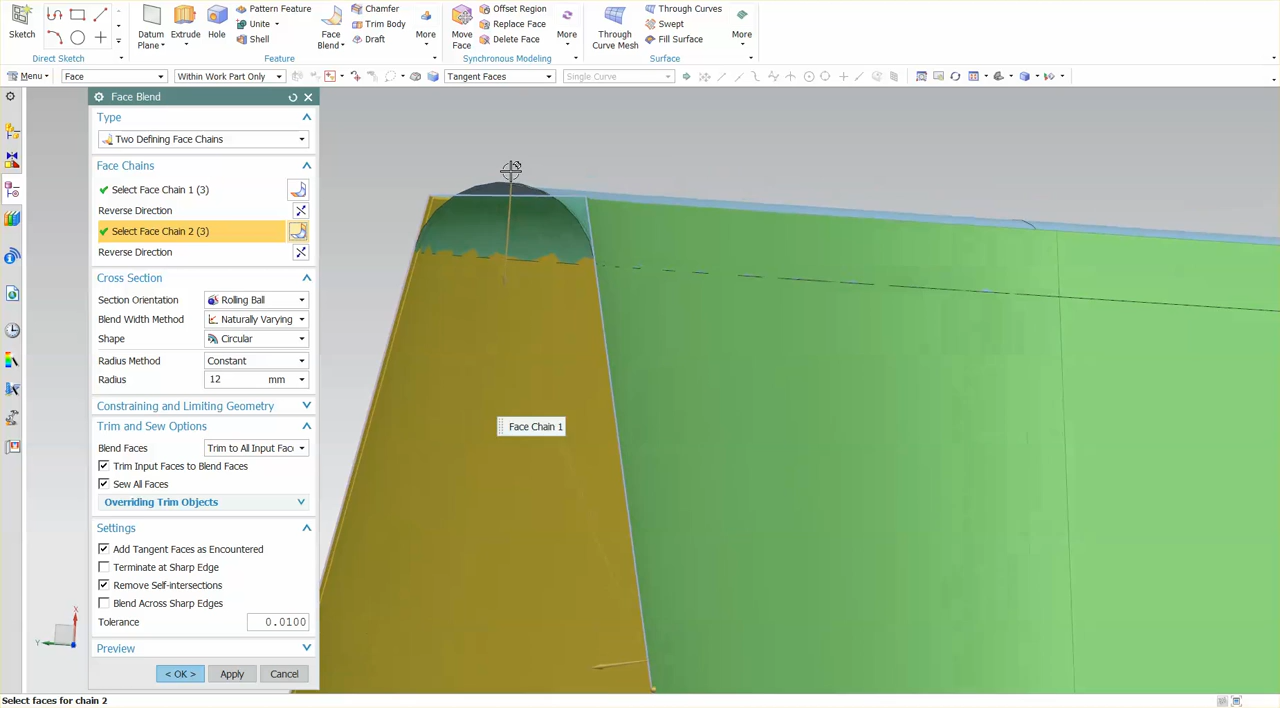 Sketch
Direct Sketch
Datum Plane
Extrude
Hole
Pattern Feature
Unite
Shell
Face Blend
Chamfer
Trim Body
Draft
More
Feature
Move Face
Offset Region
Replace Face
Delete Face
More
Synchronous Modeling
Through Curve Mesh
Through Curves
Swept
Fill Surface
More
Surface
Menu
Face
Within Work Part Only
Tangent Faces
Single Curve
Face Blend
Type
Two Defining Face Chains
Face Chains
Select Face Chain 1 (3)
Reverse Direction
Select Face Chain 2 (3)
Reverse Direction
Cross Section
Section Orientation Rolling Ball
Blend Width Method Naturally Varying
Shape Circular
Radius Method Constant
Radius 12 mm
Constraining and Limiting Geometry
Trim and Sew Options
Blend Faces Trim to All Input Fac
Trim Input Faces to Blend Faces
Sew All Faces
Overriding Trim Objects
Settings
Add Tangent Faces as Encountered
Terminate at Sharp Edge
Remove Self-intersections
Blend Across Sharp Edges
Tolerance 0.0100
Preview
< OK > Apply Cancel
Face Chain 1
X
Y
Select faces for chain 2